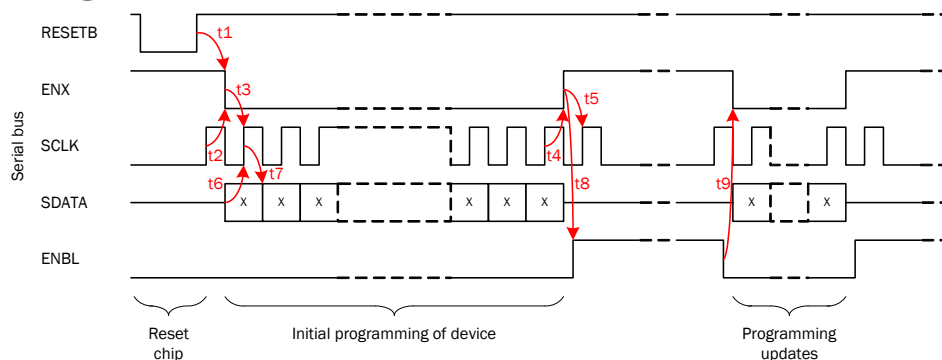 RESETB
t1
ENX
t3
t5
Serial bus
SCLK
t2
t4
t6
t7
t8
t9
SDATA
X X X X X X X X
ENBL
Reset
chip
Initial programming of device
Programming
updates